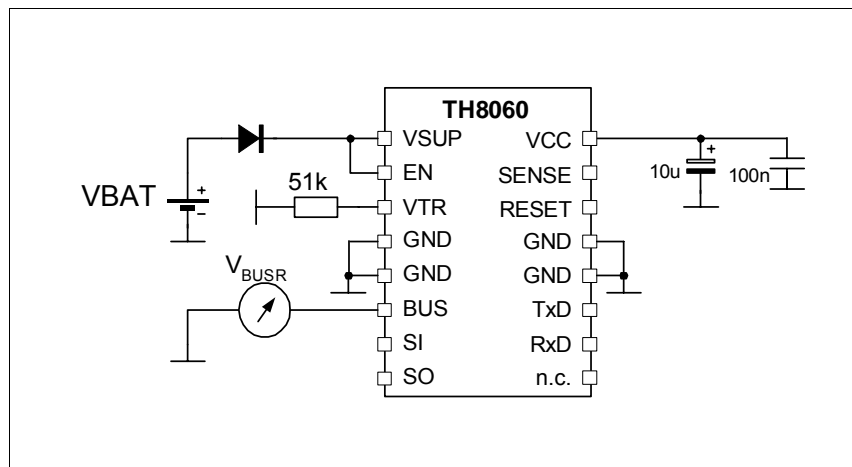 TH8060
VSUP
VCC
EN
SENSE
51k
VTR
RESET
10u
+
100n
VBAT
+
−
GND
GND
GND
GND
VBUSR
BUS
TxD
SI
RxD
SO
n.c.